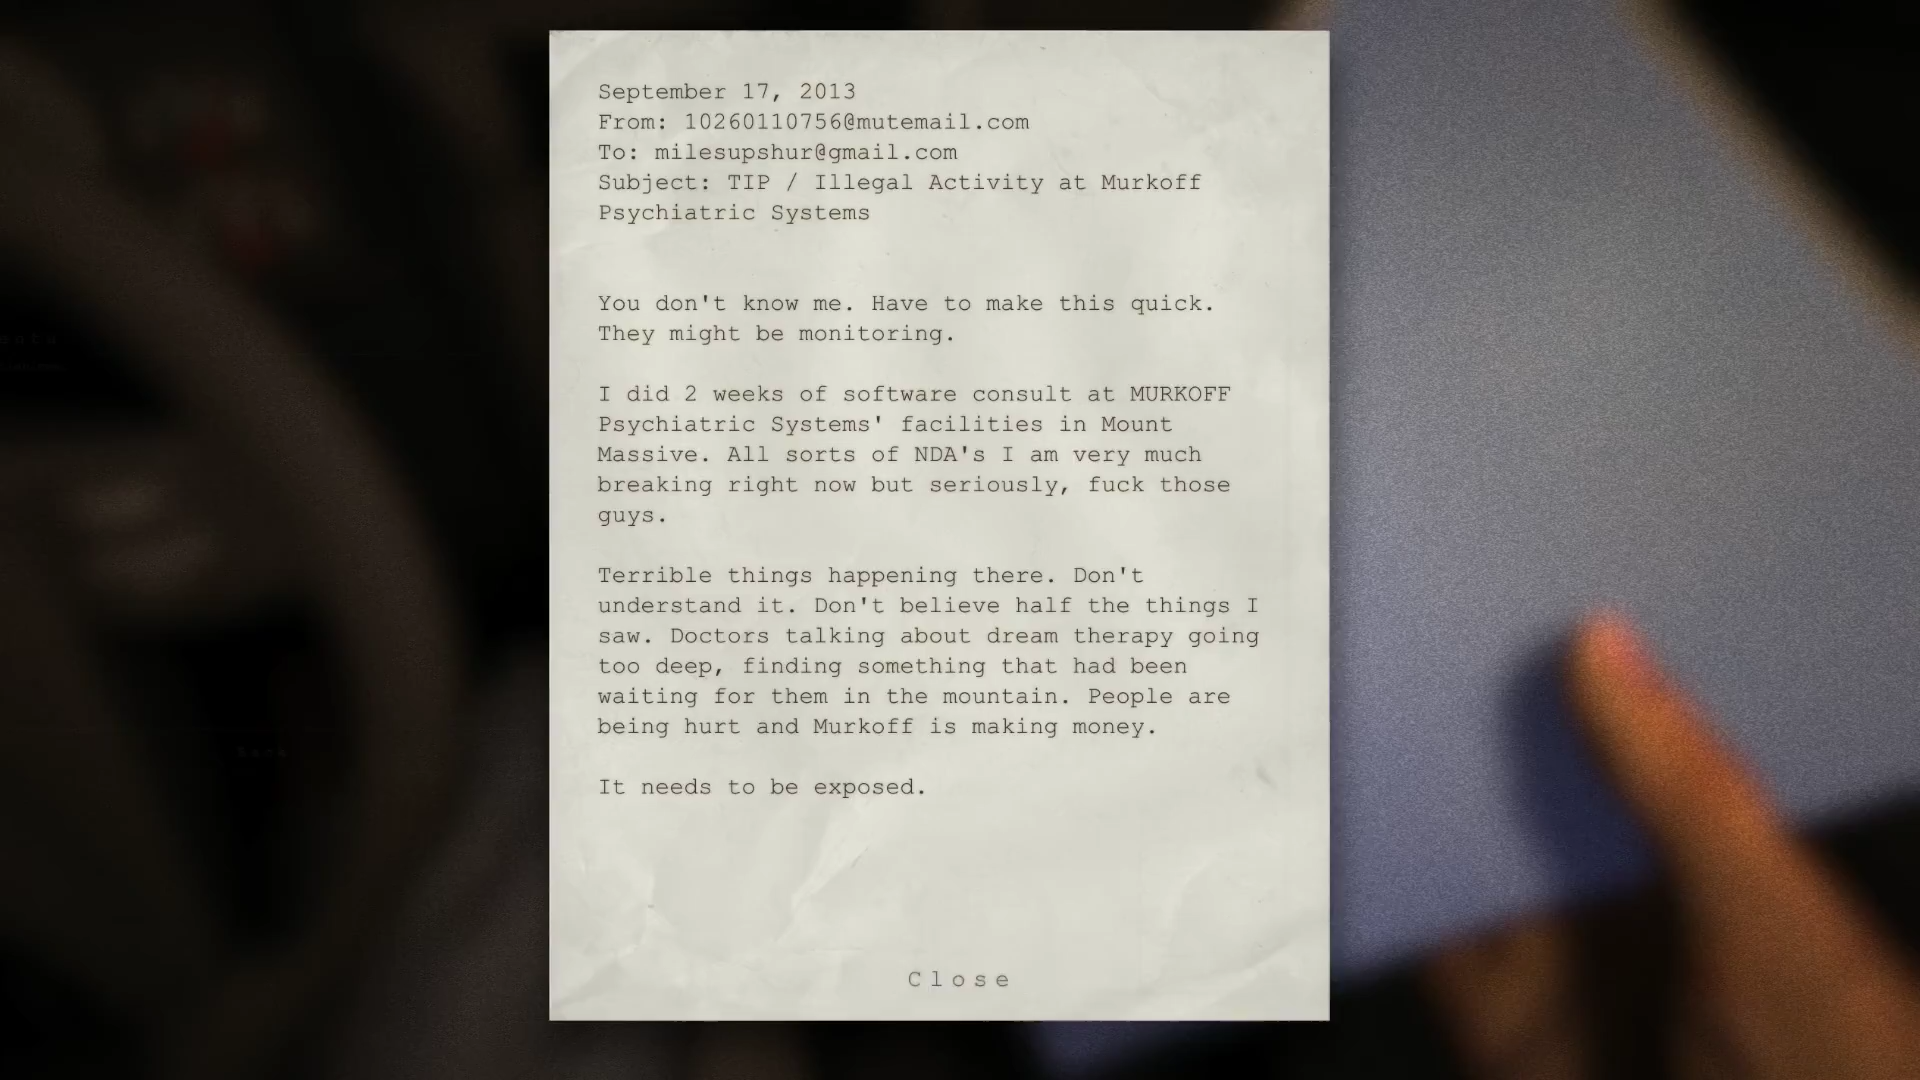 September 17, 2013
From: 10260110756@mutemail.com
To: milesupshur@gmail.com
Subject: TIP / Illegal Activity at Murkoff
Psychiatric Systems
You don't know me. Have to make this quick.
They might be monitoring.
I did 2 weeks of software consult at MURKOFF
Psychiatric Systems' facilities in Mount
Massive. All sorts of NDA's I am very much
breaking right now but seriously, fuck those
guys.
Terrible things happening there. Don't
understand it. Don't believe half the things I
saw. Doctors talking about dream therapy going
too deep, finding something that had been
waiting for them in the mountain. People are
being hurt and Murkoff is making money.
It needs to be exposed.
Close